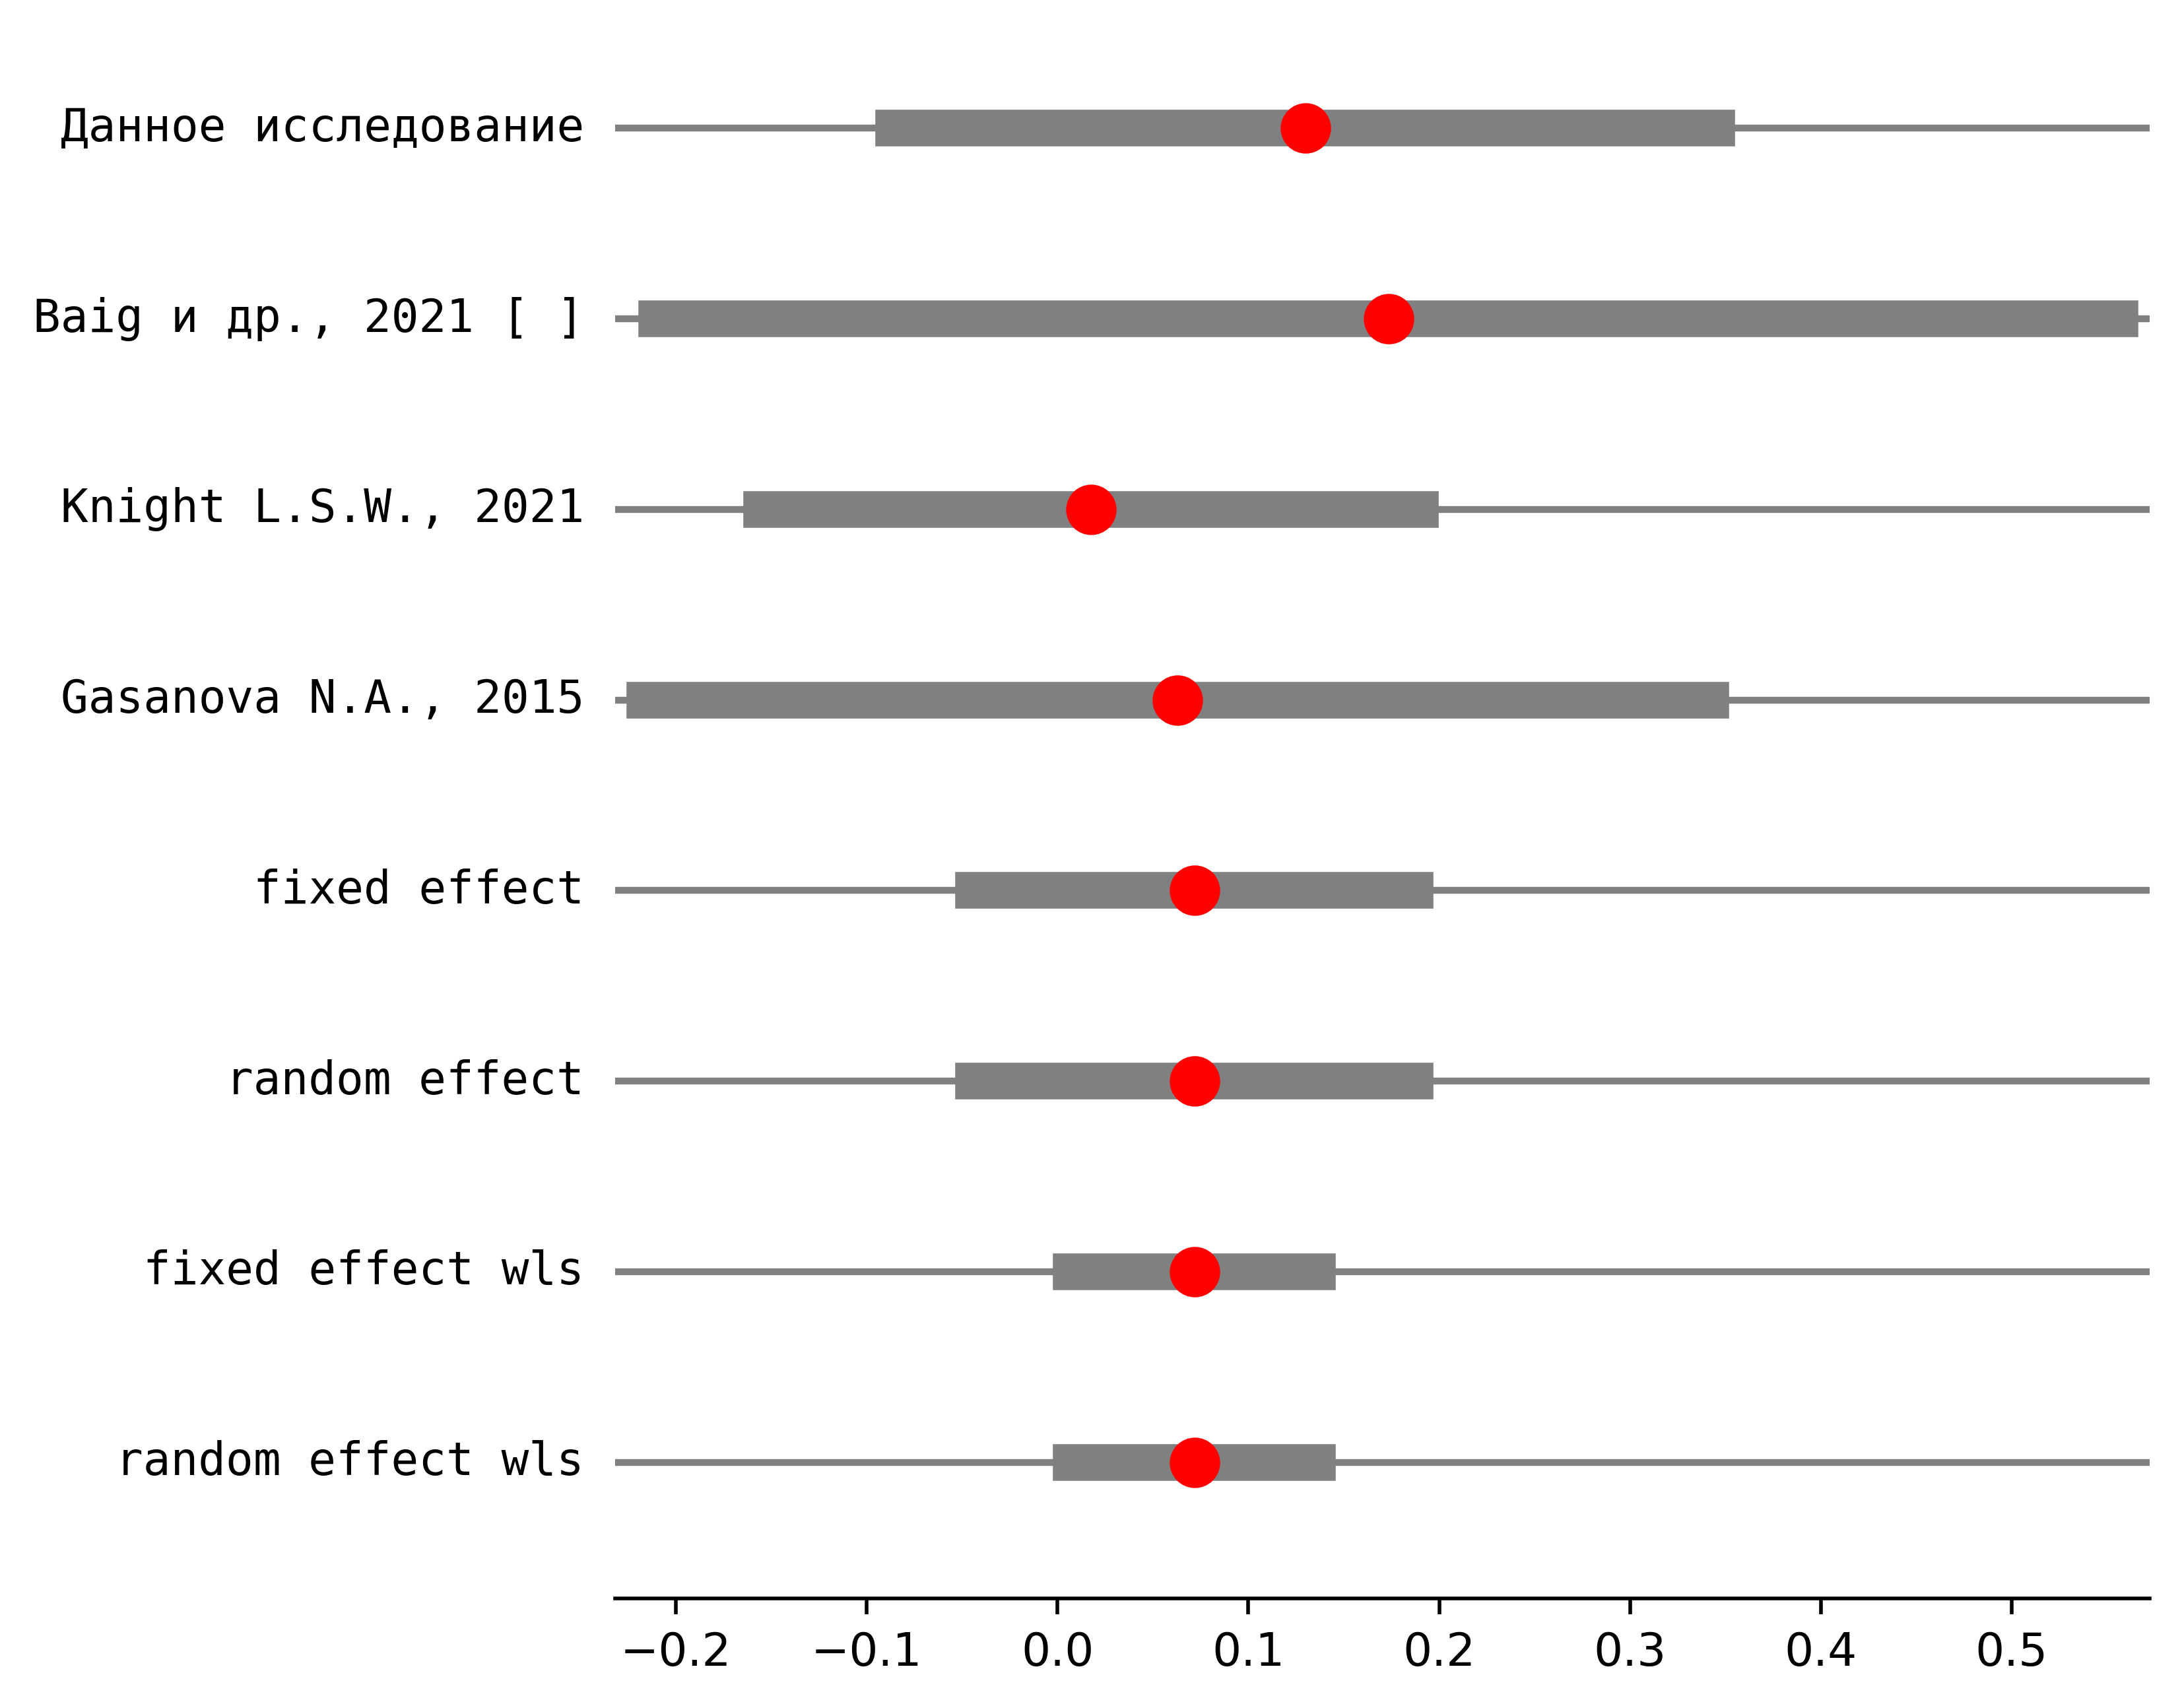 Данное исследование
Baig и др., 2021 [ ]
Knight L.S.W., 2021
Gasanova N.A., 2015
fixed effect
random effect
fixed effect wls
random effect wls
−0.2 −0.1 0.0 0.1 0.2 0.3 0.4 0.5